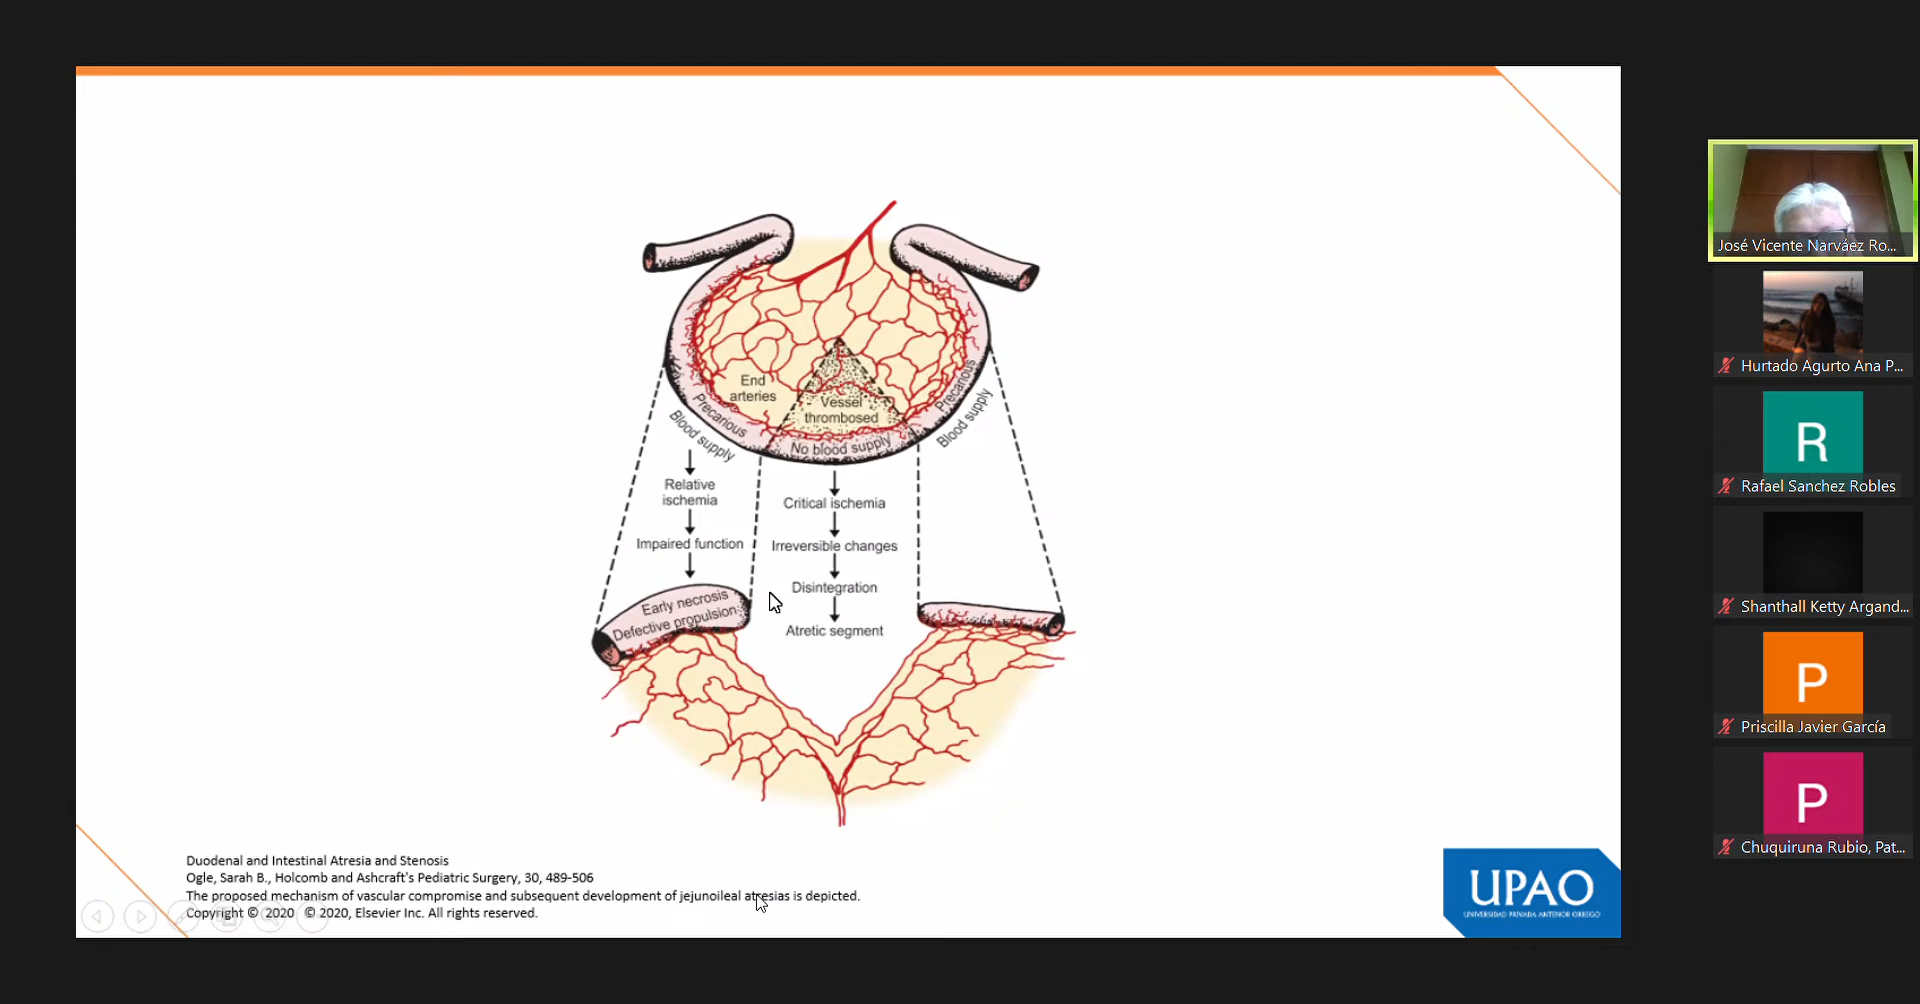 End
arteries
Vessel
thrombosed
Precarious
Blood supply
No blood supply
Precarious
Blood supply
Relative
ischemia
Impaired function
Early necrosis
Defective propulsion
Critical ischemia
Irreversible changes
Disintegration
Atretic segment
Duodenal and Intestinal Atresia and Stenosis
Ogle, Sarah B., Holcomb and Ashcraft's Pediatric Surgery, 30, 489-506
The proposed mechanism of vascular compromise and subsequent development of jejunoileal atresias is depicted.
Copyright © 2020 © 2020, Elsevier Inc. All rights reserved.
UPAO
UNIVERSIDAD PRIVADA ANTENOR ORREGO
José Vicente Narváez Ro...
Hurtado Agurto Ana P...
R
Rafael Sanchez Robles
Shanthall Ketty Argand...
P
Priscilla Javier García
P
Chuquiruna Rubio, Pat...